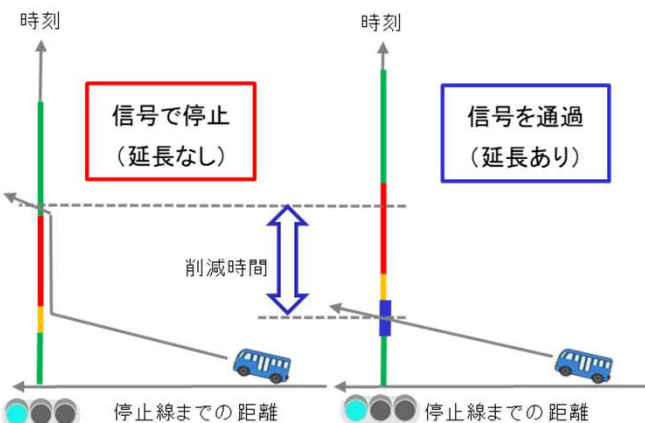 時刻
時刻
信号で停止
（延長なし）
信号を通過
（延長あり）
削減時間
停止線までの距離
停止線までの距離